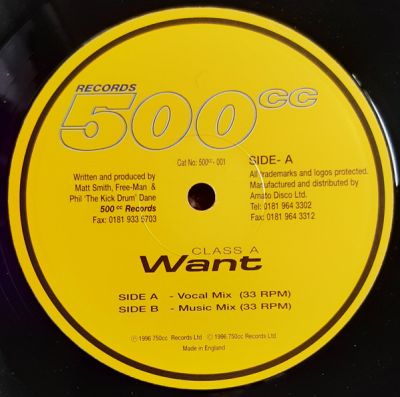 RECORDS
500cc
Cat No: 500cc- 001
SIDE- A
Written and produced by
Matt Smith, Free-Man &
Phil 'The Kick Drum' Dane
500 cc Records
Fax: 0181 933 5703
All trademarks and logos protected.
Manufactured and distributed by
Amato Disco Ltd.
Tel: 0181 964 3302
Fax: 0181 964 3312
CLASS A
Want
SIDE A - Vocal Mix (33 RPM)
SIDE B - Music Mix (33 RPM)
℗ 1996 750cc Records Ltd © 1996 750cc Records Ltd
Made in England